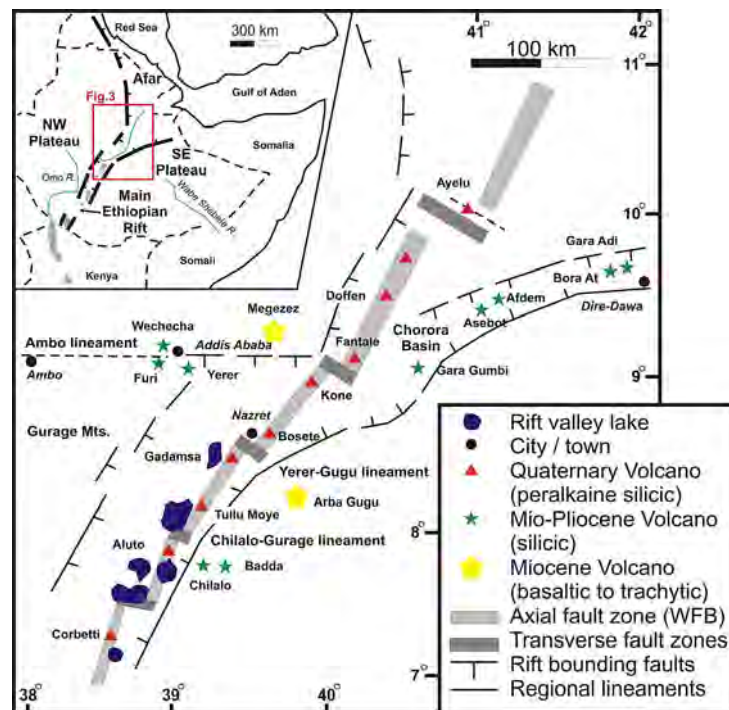 Red Sea
300 km
Afar
Fig.3
Gulf of Aden
NW
Plateau
SE
Plateau
Somalia
Omo R.
Waba Shabele R.
Main
Ethiopian
Rift
Somali
Kenya
41°
42°
100 km
11°
Ayelu
10°
Gara Adi
Bora At
Dire-Dawa
Doffen
Afdem
Asebot
Chorora
Basin
Megezez
Wechecha
Ambo lineament
Addis Ababa
Fantale
Ambo
Furi
Yerer
Gara Gumbi
9°
Kone
Nazret
Gurage Mts.
Bosete
Gadamsa
Yerer-Gugu lineament
Arba Gugu
Tullu Moye
8°
Aluto
Chilalo-Gurage lineament
Badda
Chilalo
Corbetti
7°
38°
39°
40°
Rift valley lake
City / town
Quaternary Volcano
(peralkaine silicic)
Mio-Pliocene Volcano
(silicic)
Miocene Volcano
(basaltic to trachytic)
Axial fault zone (WFB)
Transverse fault zones
Rift bounding faults
Regional lineaments